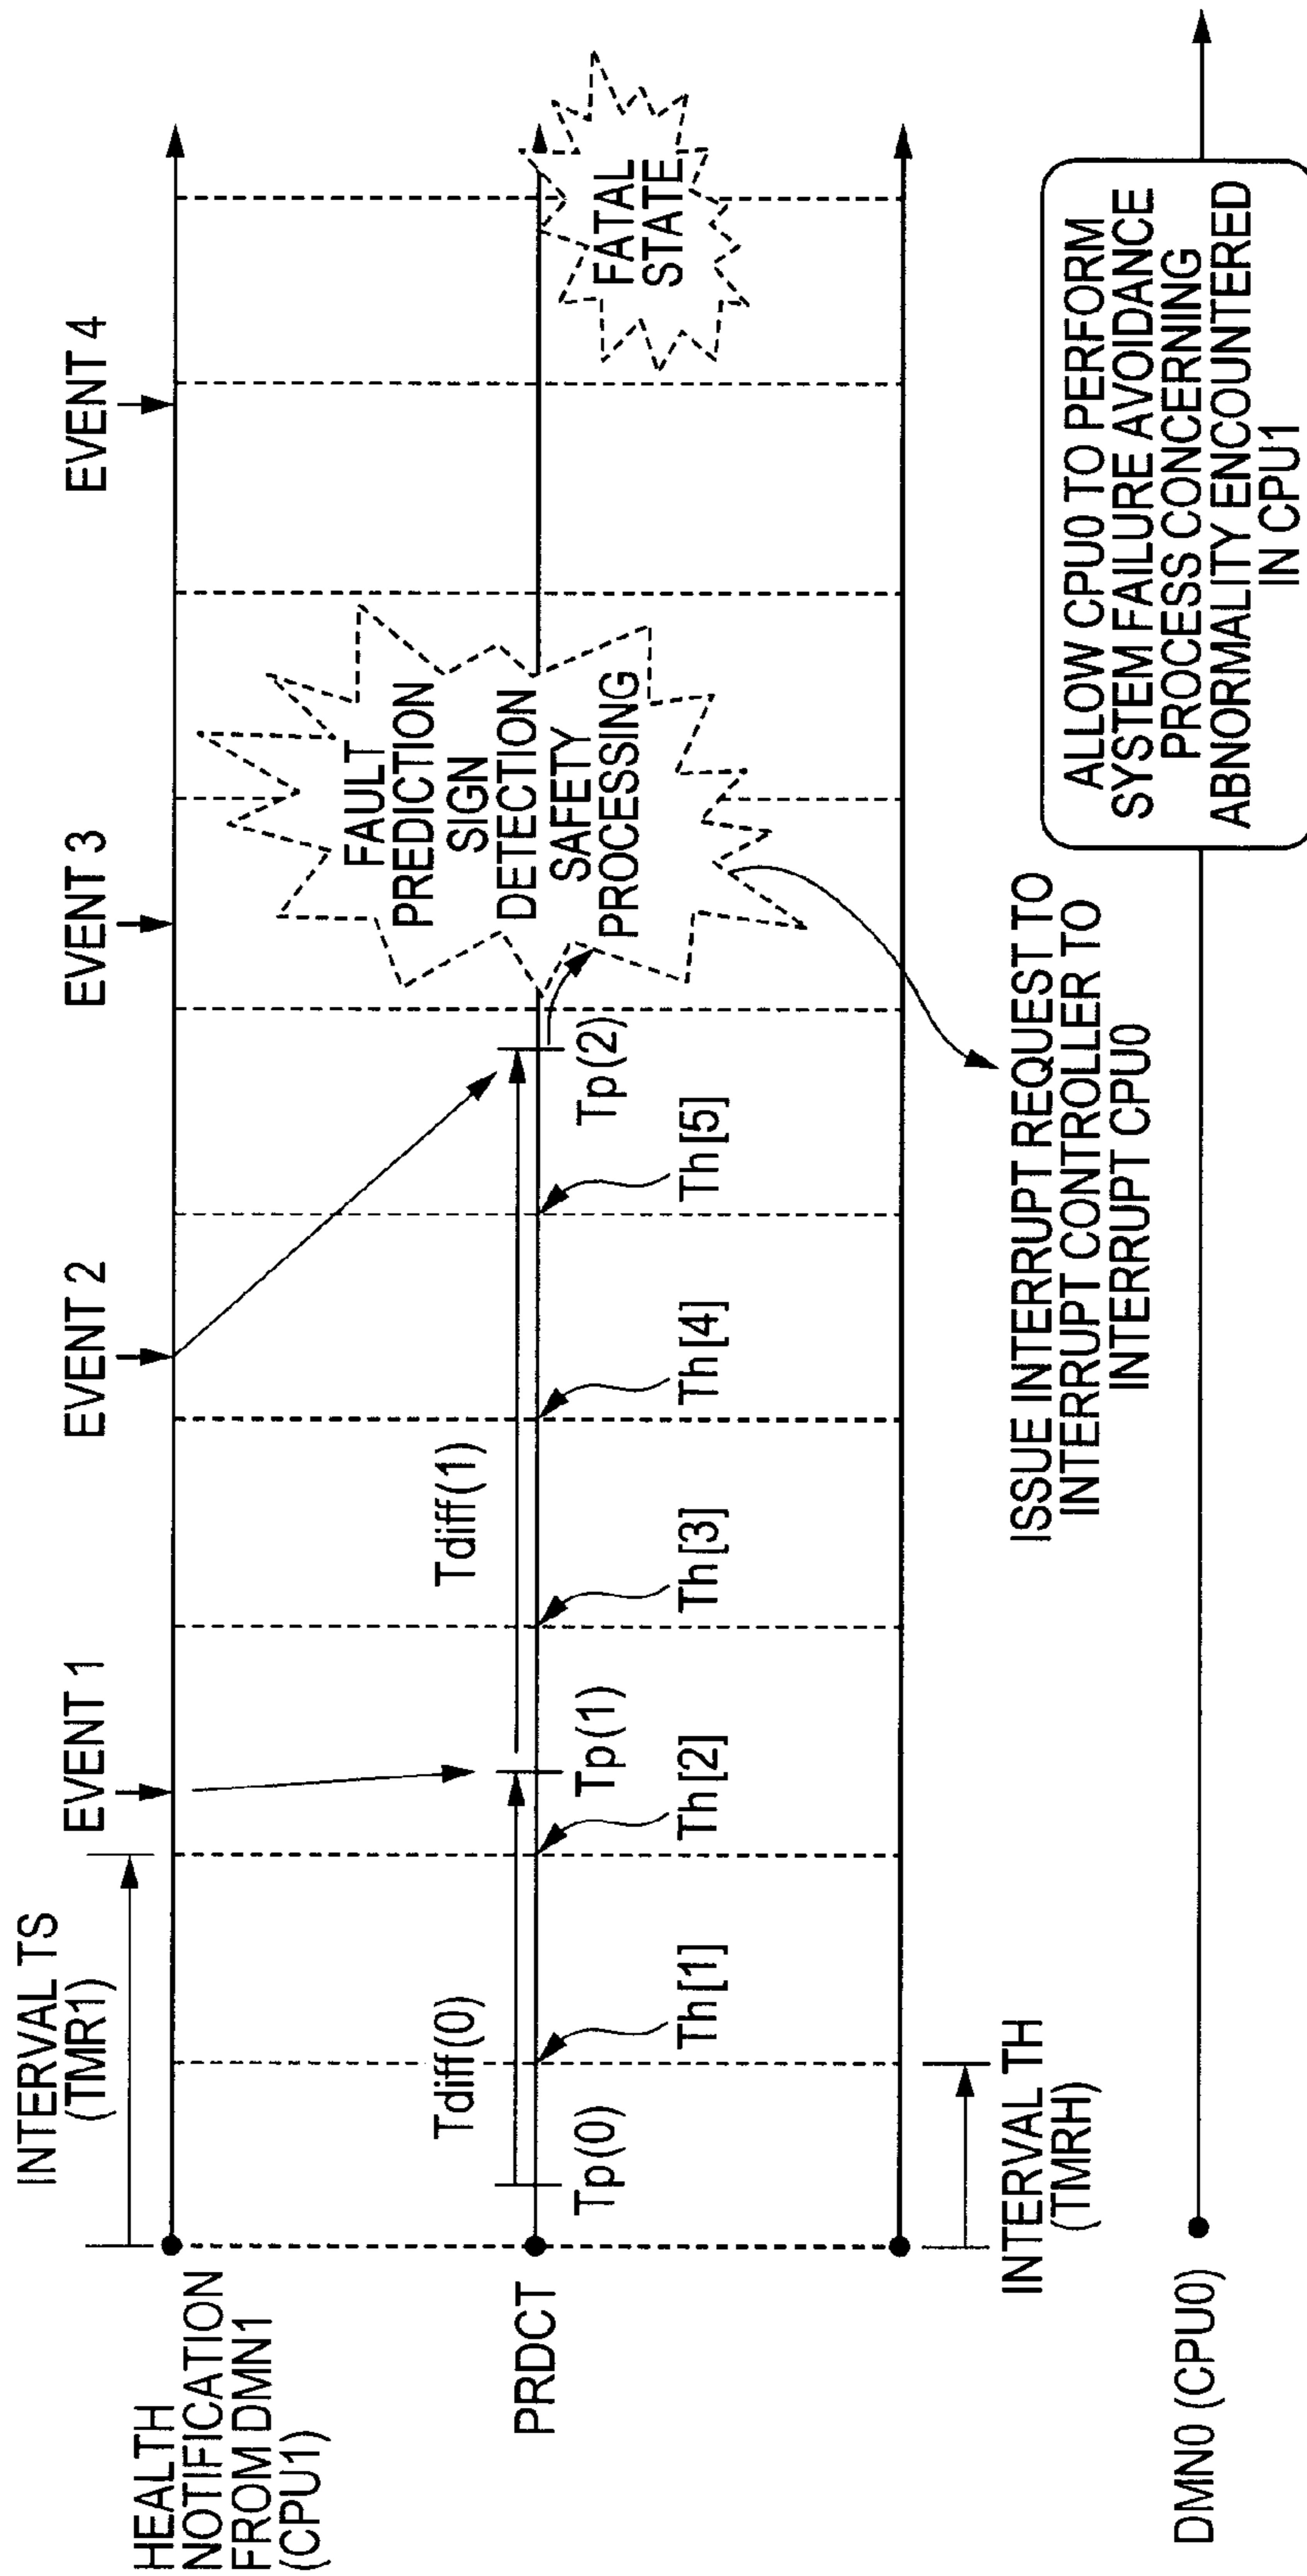 HEALTH
NOTIFICATION
FROM DMN1
(CPU1)
INTERVAL TS
(TMR1)
EVENT 1
EVENT 2
EVENT 3
EVENT 4
PRDCT
Tp(0)
Tdiff(0)
Th[1]
Th[2]
Tp(1)
Tdiff(1)
Th[3]
Th[4]
Th[5]
Tp(2)
FAULT
PREDICTION
SIGN
DETECTION
SAFETY
PROCESSING
FATAL
STATE
INTERVAL TH
(TMRH)
ISSUE INTERRUPT REQUEST TO
INTERRUPT CONTROLLER TO
INTERRUPT CPU0
DMN0 (CPU0)
ALLOW CPU0 TO PERFORM
SYSTEM FAILURE AVOIDANCE
PROCESS CONCERNING
ABNORMALITY ENCOUNTERED
IN CPU1